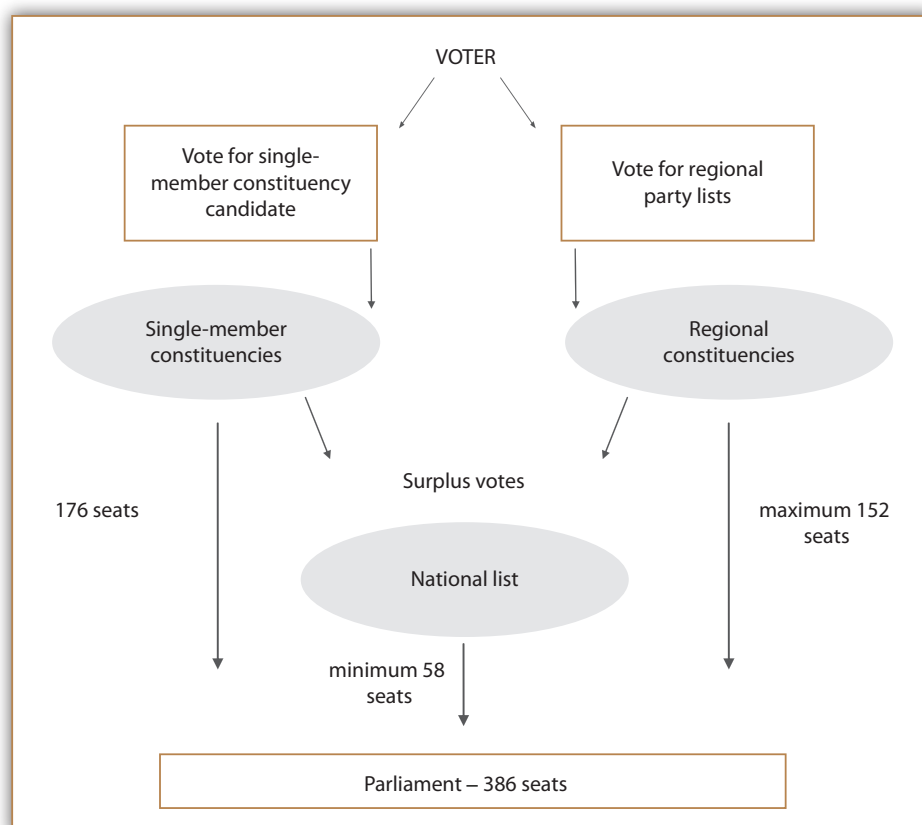 VOTER
Vote for single-
member constituency
candidate
Vote for regional
party lists
Single-member
constituencies
Regional
constituencies
Surplus votes
176 seats
maximum 152
seats
National list
minimum 58
seats
Parliament – 386 seats